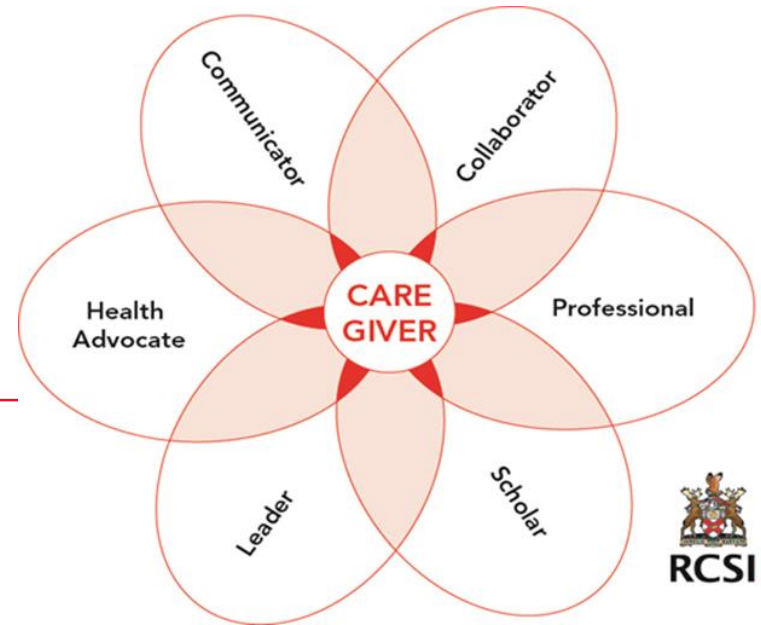 Communicator
Collaborator
Health
Advocate
CARE
GIVER
Professional
Leader
Scholar
RCSI